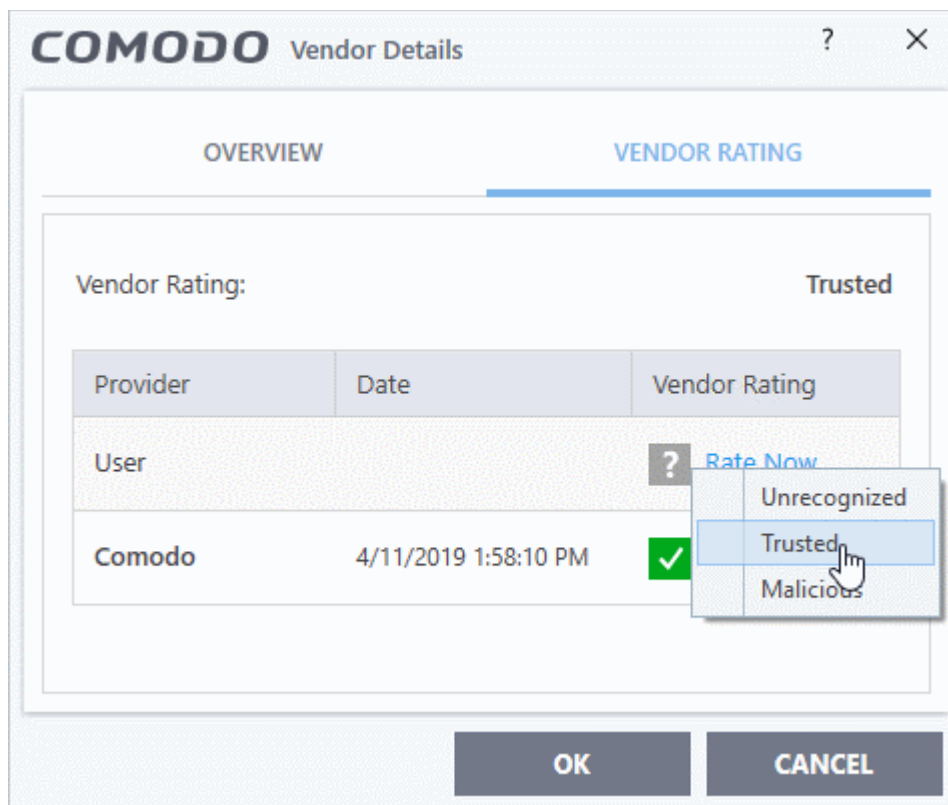 COMODO Vendor Details ? ×
OVERVIEW VENDOR RATING
Vendor Rating: Trusted
Provider Date Vendor Rating
User ? Rate Now
Unrecognized
Trusted
Comodo 4/11/2019 1:58:10 PM
Malicious
OK CANCEL